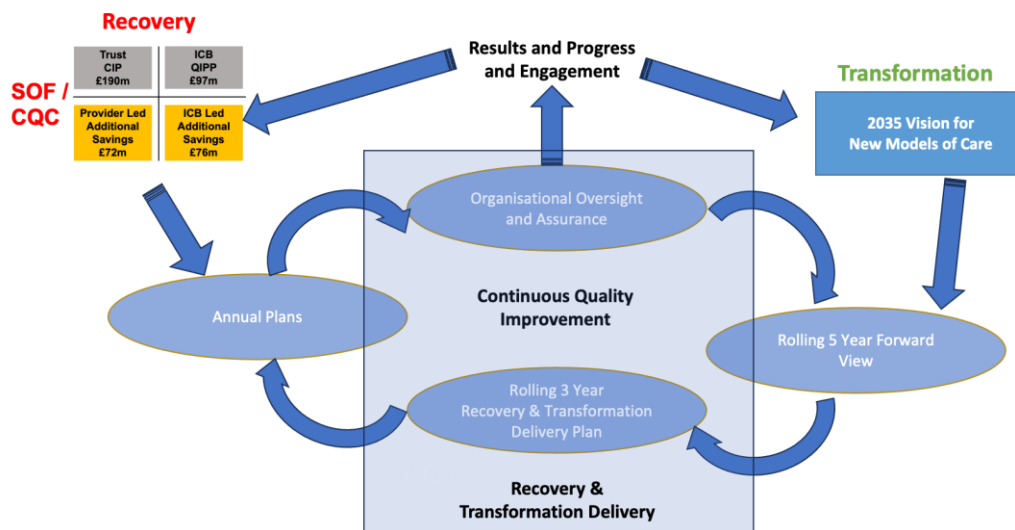 Recovery
Trust
CIP
£190m
ICB
QIPP
£97m
SOF /
CQC
Provider Led
Additional
Savings
£72m
ICB Led
Additional
Savings
£76m
Results and Progress
and Engagement
Transformation
2035 Vision for
New Models of Care
Organisational Oversight
and Assurance
Annual Plans
Continuous Quality
Improvement
Rolling 5 Year Forward
View
Rolling 3 Year
Recovery & Transformation
Delivery Plan
Recovery &
Transformation Delivery